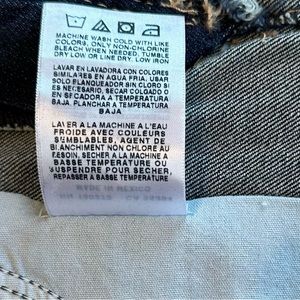 MACHINE WASH COLD WITH LIKE
COLORS, ONLY NON-CHLORINE
BLEACH WHEN NEEDED, TUMBLE
DRY LOW OR LINE DRY, LOW IRON
LAVAR EN LAVADORA CON COLORES
SIMILARES EN AGUA FRIA, USAR
SOLO BLANQUEADOR SIN CLORO SI
ES NECESARIO, SECAR COLGADO O
EN SECADORA A TEMPERATURA
BAJA, PLANCHAR A TEMPERATURA
BAJA
LAVER A LA MACHINE A L'EAU
FROIDE AVEC COULEURS
SEMBLABLES, AGENT DE
BLANCHIMENT NON CHLORE AU
BESOIN, SECHER A LA MACHINE A
BASSE TEMPERATURE OU
SUSPENDRE POUR SECHER,
REPASSER A BASSE TEMPERATURE
MADE IN MEXICO